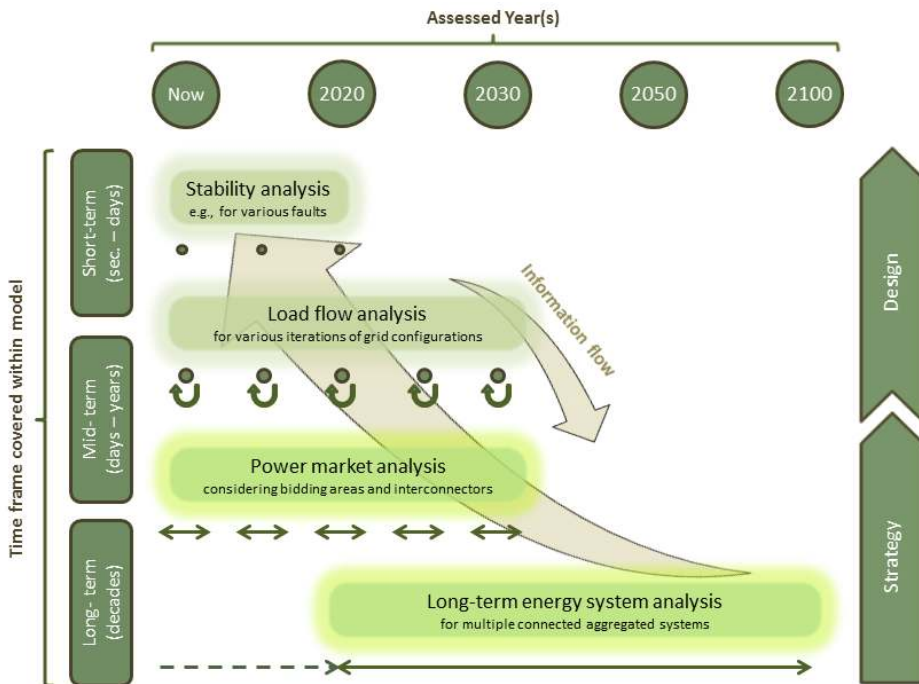 Assessed Year(s)
Now
2020
2030
2050
2100
Time frame covered within model
Short-term
(sec. – days)
Stability analysis
e.g., for various faults
Load flow analysis
for various iterations of grid configurations
Information flow
Mid- term
(days – years)
Power market analysis
considering bidding areas and interconnectors
Long- term
(decades)
Long-term energy system analysis
for multiple connected aggregated systems
Design
Strategy